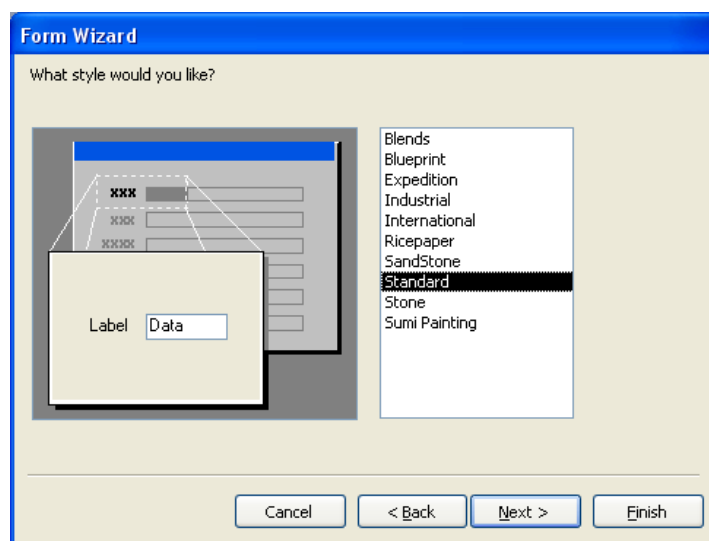 Form Wizard
What style would you like?
xxx
xxx
xxxx
Label Data
Blends
Blueprint
Expedition
Industrial
International
Ricepaper
SandStone
Standard
Stone
Sumi Painting
Cancel
< Back
Next >
Finish